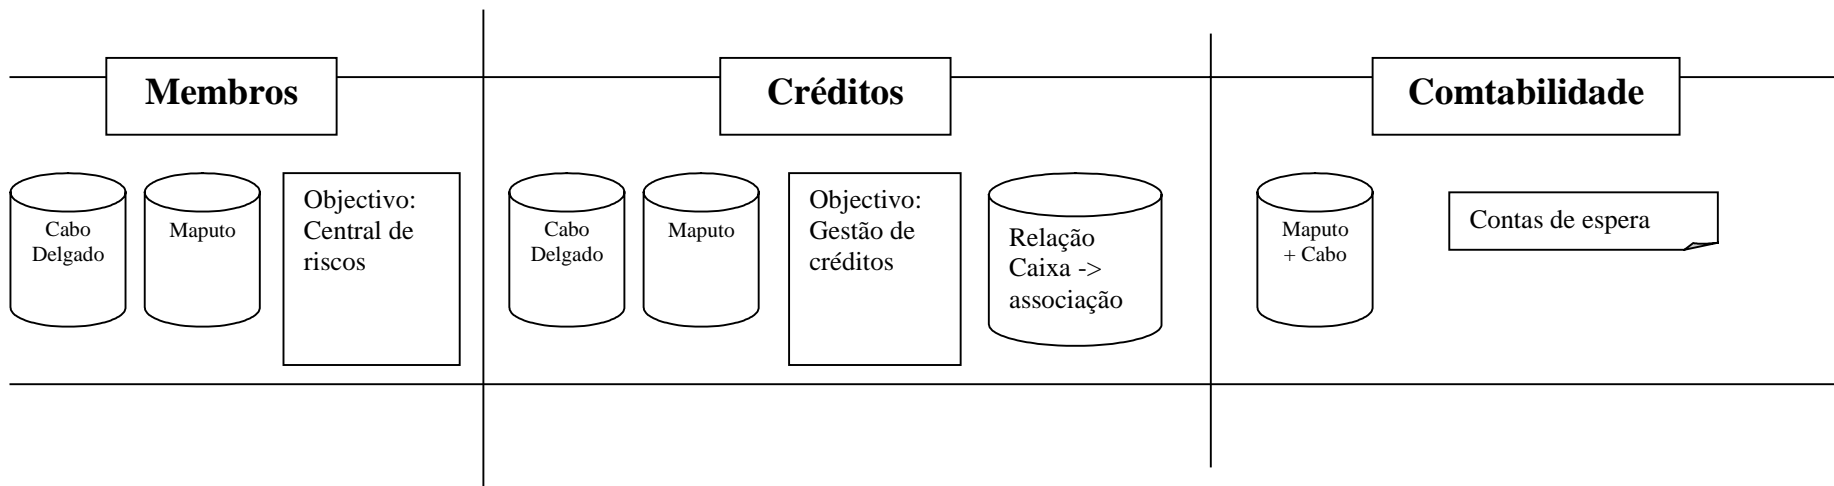 Membros
Créditos
Comtabilidade
Cabo
Delgado
Maputo
Objectivo:
Central de
riscos
Cabo
Delgado
Maputo
Objectivo:
Gestão de
créditos
Relação
Caixa ->
associação
Maputo
+ Cabo
Contas de espera